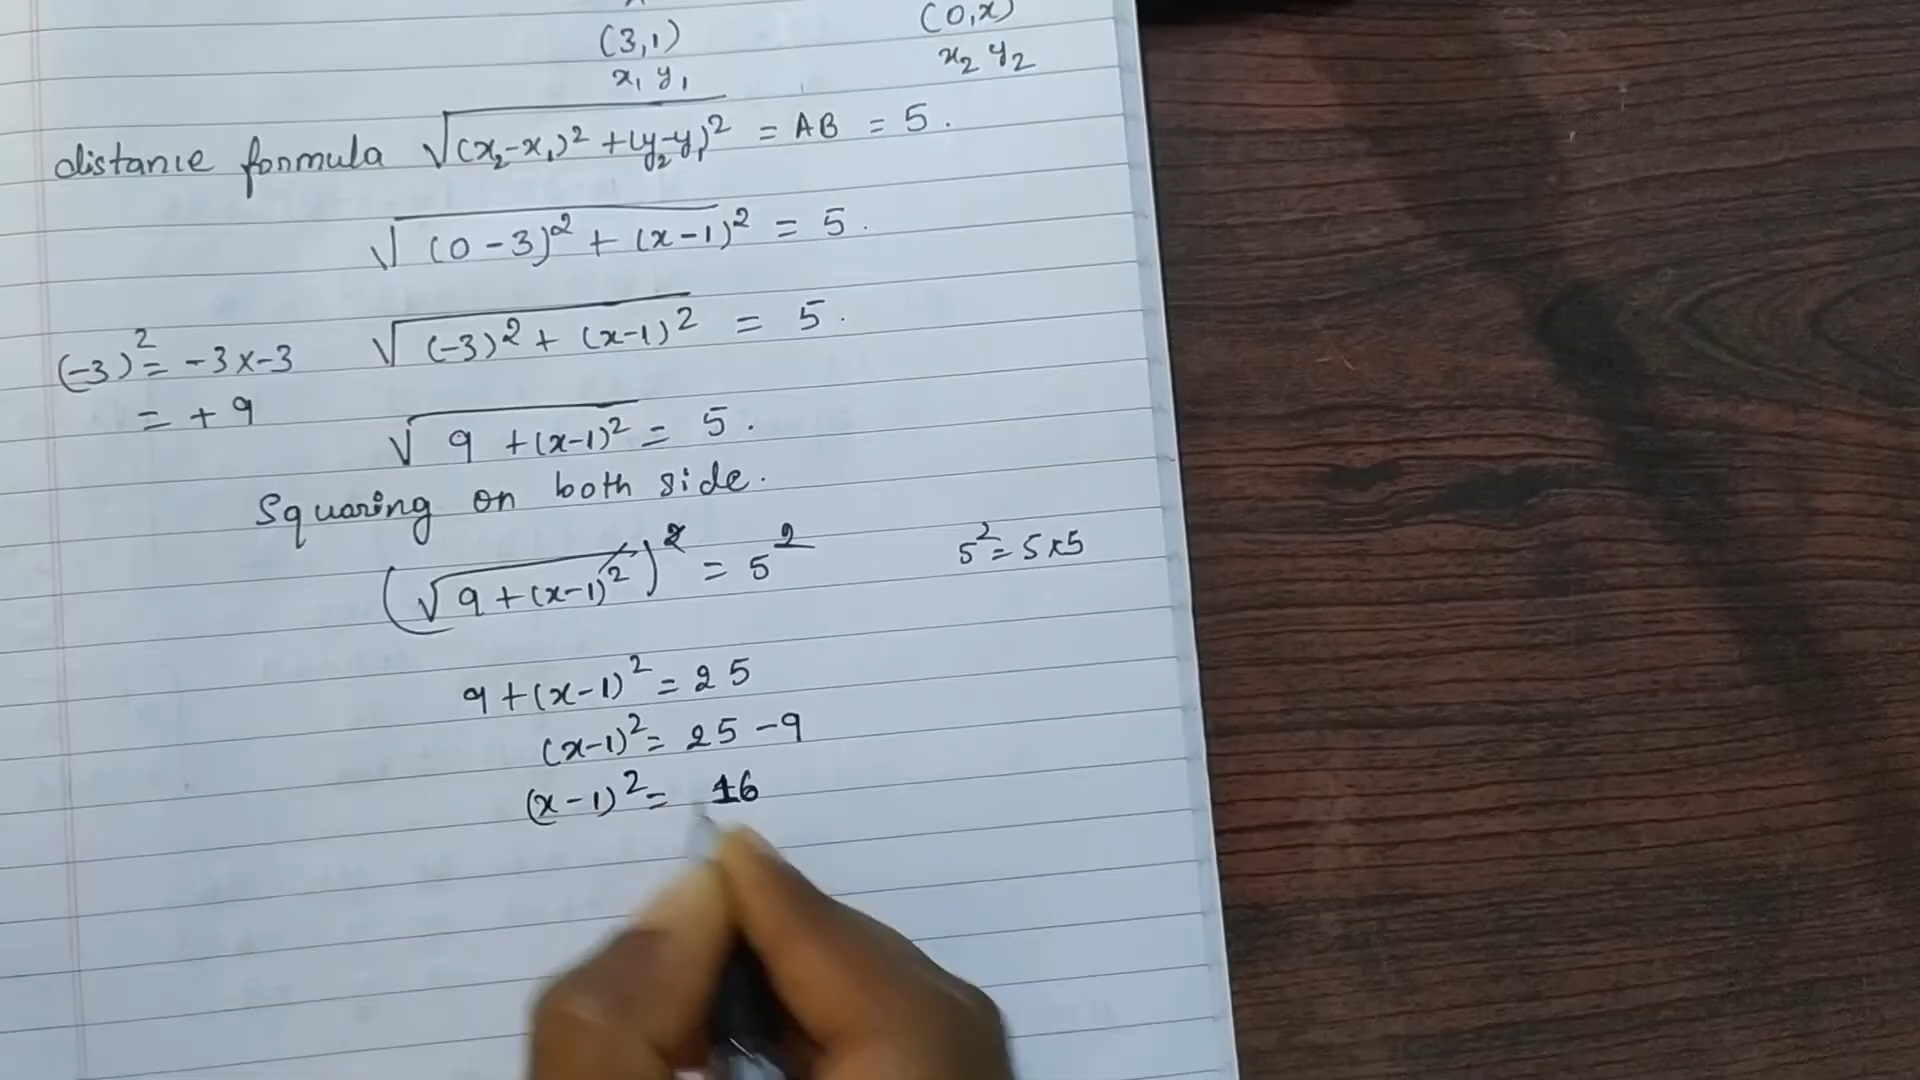 (3,1) (0,x)
x₁ y₁ x₂ y₂
distance formula √(x₂-x₁)² + (y₂-y₁)² = AB = 5.
√(0-3)² + (x-1)² = 5.
(-3)² = -3x-3 √(-3)² + (x-1)² = 5.
= +9 √9 + (x-1)² = 5.
Squaring on both side.
(√9 + (x-1)²)² = 5² 5² = 5x5
9 + (x-1)² = 25
(x-1)² = 25 - 9
(x-1)² = 16